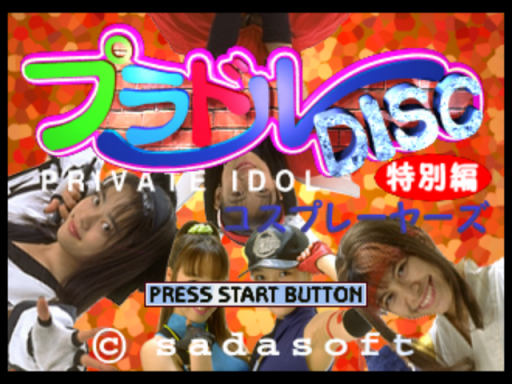 プラドルDISC
PRIVATE IDOL
特別編
コスプレーヤーズ
PRESS START BUTTON
© sadasoft